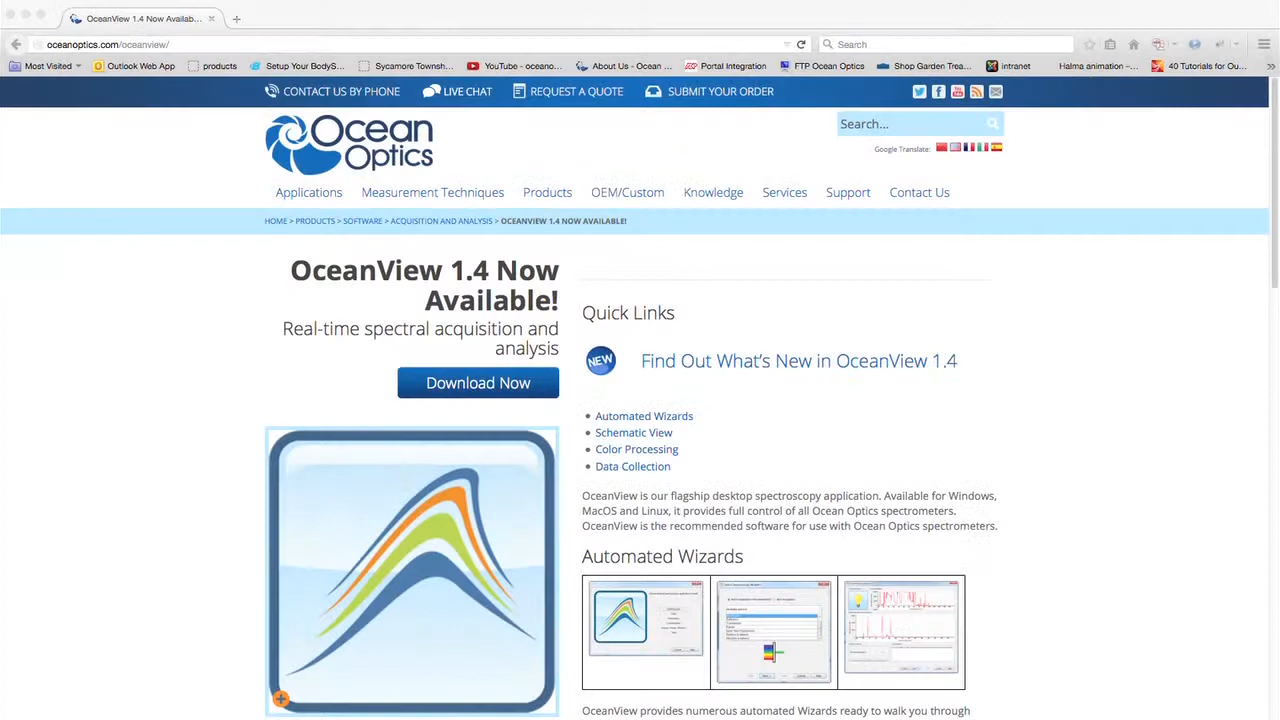 OceanView 1.4 Now Availab...
oceanoptics.com/oceanview/
Search
Most Visited
Outlook Web App
products
Setup Your BodyS...
Sycamore Townsh...
YouTube - oceano...
About Us - Ocean ...
Portal Integration
FTP Ocean Optics
Shop Garden Trea...
intranet
Halma animation –...
40 Tutorials for Ou...
CONTACT US BY PHONE
LIVE CHAT
REQUEST A QUOTE
SUBMIT YOUR ORDER
Ocean
Optics
Search...
Google Translate:
Applications
Measurement Techniques
Products
OEM/Custom
Knowledge
Services
Support
Contact Us
HOME > PRODUCTS > SOFTWARE > ACQUISITION AND ANALYSIS > OCEANVIEW 1.4 NOW AVAILABLE!
OceanView 1.4 Now
Available!
Real-time spectral acquisition and
analysis
Download Now
Quick Links
NEW
Find Out What's New in OceanView 1.4
Automated Wizards
Schematic View
Color Processing
Data Collection
OceanView is our flagship desktop spectroscopy application. Available for Windows,
MacOS and Linux, it provides full control of all Ocean Optics spectrometers.
OceanView is the recommended software for use with Ocean Optics spectrometers.
Automated Wizards
OceanView provides numerous automated Wizards ready to walk you through